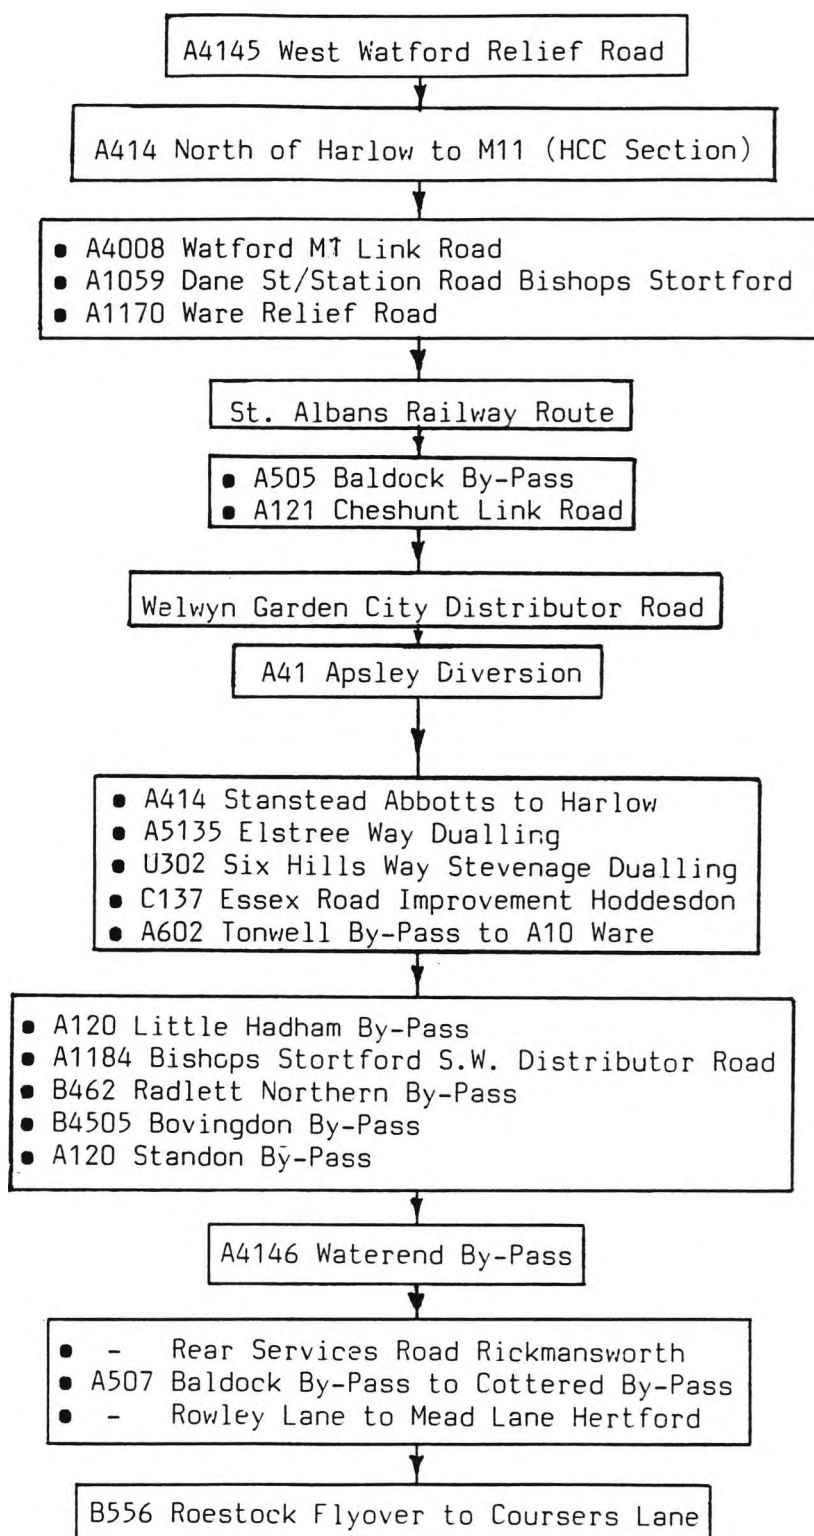 A4145 West Watford Relief Road
A414 North of Harlow to M11 (HCC Section)
• A4008 Watford M1 Link Road
• A1059 Dane St/Station Road Bishops Stortford
• A1170 Ware Relief Road
St. Albans Railway Route
• A505 Baldock By-Pass
• A121 Cheshunt Link Road
Welwyn Garden City Distributor Road
A41 Apsley Diversion
• A414 Stanstead Abbotts to Harlow
• A5135 Elstree Way Dualling
• U302 Six Hills Way Stevenage Dualling
• C137 Essex Road Improvement Hoddesdon
• A602 Tonwell By-Pass to A10 Ware
• A120 Little Hadham By-Pass
• A1184 Bishops Stortford S.W. Distributor Road
• B462 Radlett Northern By-Pass
• B4505 Bovingdon By-Pass
• A120 Standon By-Pass
A4146 Waterend By-Pass
• - Rear Services Road Rickmansworth
• A507 Baldock By-Pass to Cottered By-Pass
• - Rowley Lane to Mead Lane Hertford
B556 Roestock Flyover to Coursers Lane